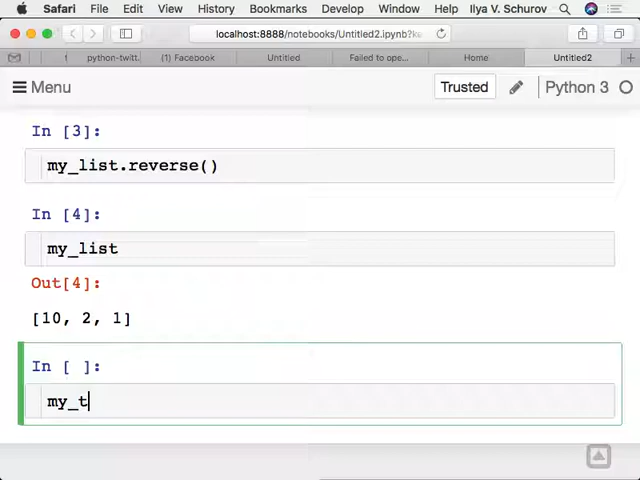 Safari File Edit View History Bookmarks Develop Window Help Ilya V. Schurov
localhost:8888/notebooks/Untitled2.ipynb?ke
python-twitt. (1) Facebook Untitled Failed to ope... Home Untitled2
Menu Trusted Python 3
In [3]:
my_list.reverse()
In [4]:
my_list
Out[4]:
[10, 2, 1]
In [ ]:
my_t